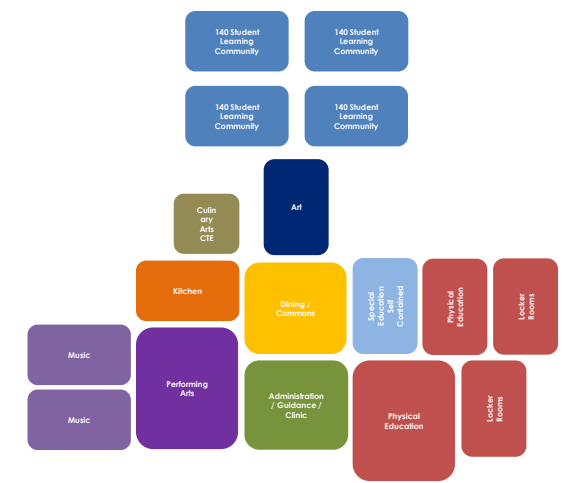 140 Student
Learning
Community
140 Student
Learning
Community
140 Student
Learning
Community
140 Student
Learning
Community
Art
Culin
ary
Arts
CTE
Kitchen
Dining /
Commons
Special
Education
Self
Contained
Physical
Education
Locker
Rooms
Music
Music
Performing
Arts
Administration
/ Guidance /
Clinic
Physical
Education
Locker
Rooms